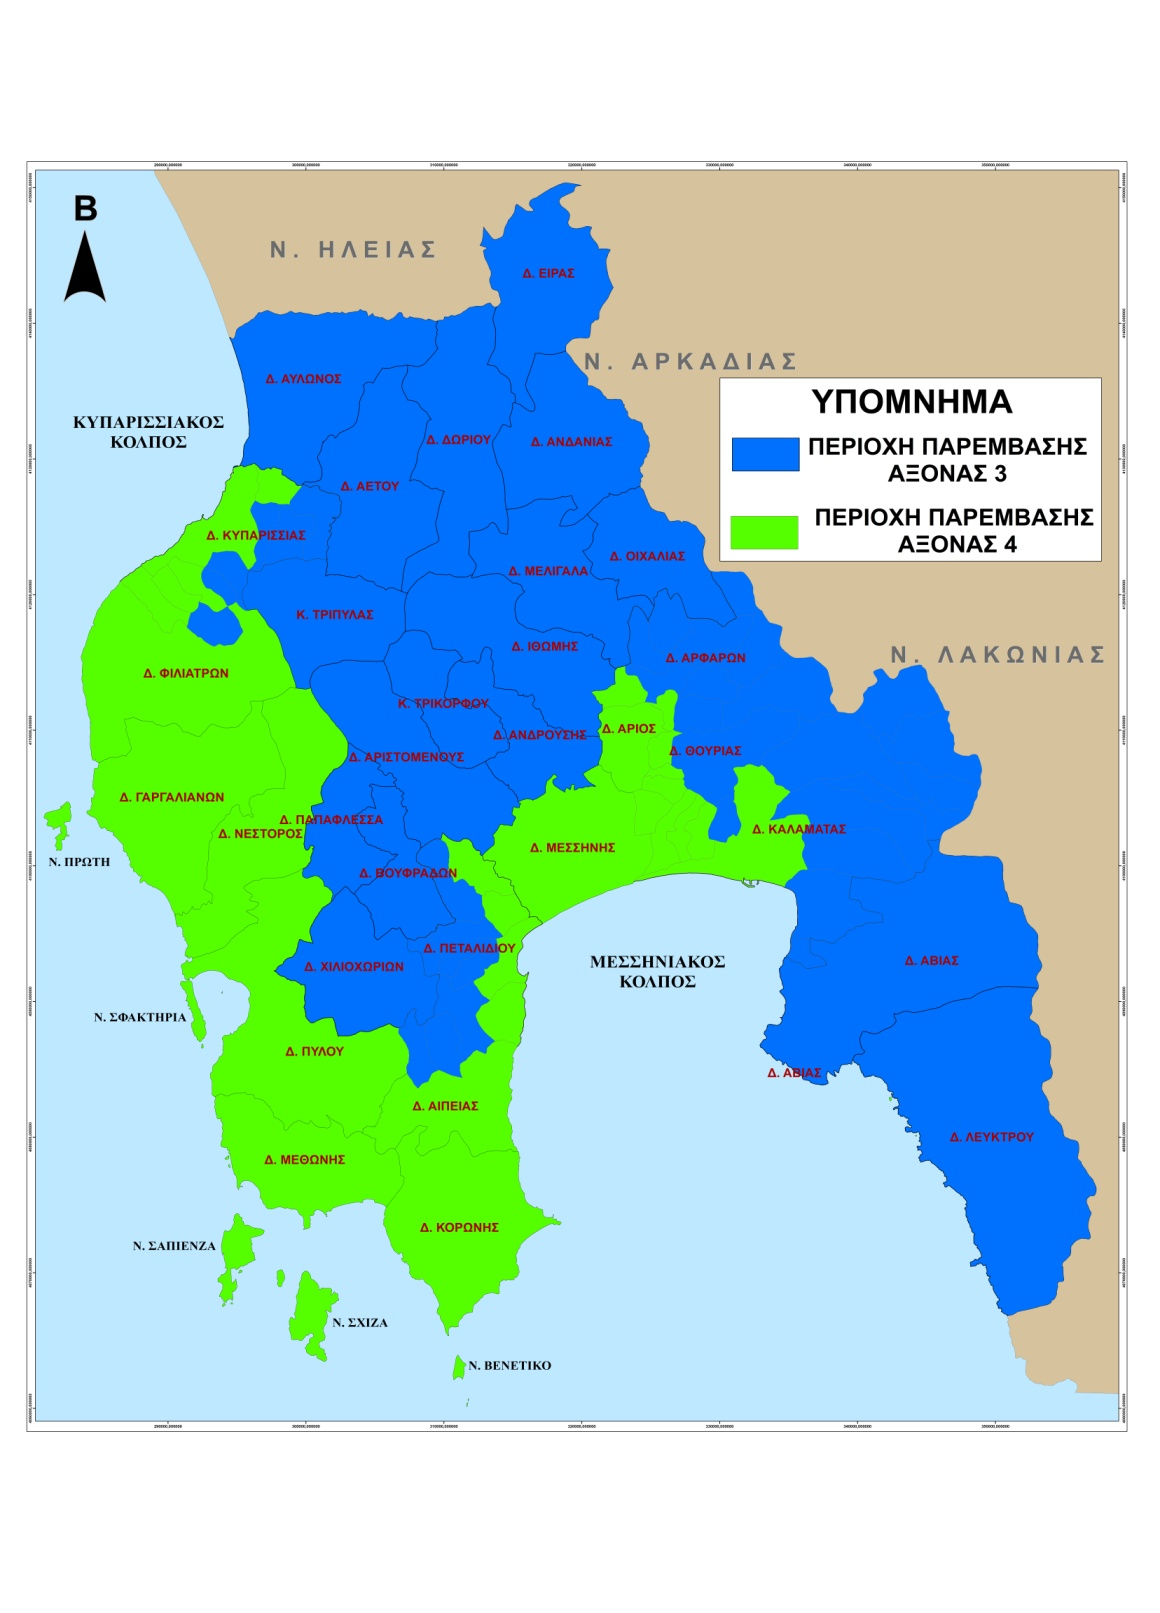 Β
Ν. ΗΛΕΙΑΣ
Δ. ΕΙΡΑΣ
Ν. ΑΡΚΑΔΙΑΣ
Δ. ΑΥΛΩΝΟΣ
ΥΠΟΜΝΗΜΑ
ΠΕΡΙΟΧΗ ΠΑΡΕΜΒΑΣΗΣ
ΑΞΟΝΑΣ 3
ΠΕΡΙΟΧΗ ΠΑΡΕΜΒΑΣΗΣ
ΑΞΟΝΑΣ 4
ΚΥΠΑΡΙΣΣΙΑΚΟΣ
ΚΟΛΠΟΣ
Δ. ΔΩΡΙΟΥ
Δ. ΑΝΔΑΝΙΑΣ
Δ. ΑΕΤΟΥ
Δ. ΚΥΠΑΡΙΣΣΙΑΣ
Δ. ΟΙΧΑΛΙΑΣ
Δ. ΜΕΛΙΓΑΛΑ
Κ. ΤΡΙΠΥΛΑΣ
Δ. ΙΘΩΜΗΣ
Δ. ΑΡΦΑΡΩΝ
Ν. ΛΑΚΩΝΙΑΣ
Δ. ΦΙΛΙΑΤΡΩΝ
Κ. ΤΡΙΚΟΡΦΟΥ
Δ. ΑΝΔΡΟΥΣΗΣ
Δ. ΑΡΙΟΣ
Δ. ΘΟΥΡΙΑΣ
Δ. ΑΡΙΣΤΟΜΕΝΟΥΣ
Δ. ΓΑΡΓΑΛΙΑΝΩΝ
Δ. ΠΑΠΑΦΛΕΣΣΑ
Δ. ΝΕΣΤΟΡΟΣ
Δ. ΚΑΛΑΜΑΤΑΣ
Δ. ΜΕΣΣΗΝΗΣ
Ν. ΠΡΩΤΗ
Δ. ΒΟΥΦΡΑΔΩΝ
Δ. ΠΕΤΑΛΙΔΙΟΥ
Δ. ΧΙΛΙΟΧΩΡΙΩΝ
ΜΕΣΣΗΝΙΑΚΟΣ
ΚΟΛΠΟΣ
Δ. ΑΒΙΑΣ
Ν. ΣΦΑΚΤΗΡΙΑ
Δ. ΠΥΛΟΥ
Δ. ΑΒΙΑΣ
Δ. ΑΙΠΕΙΑΣ
Δ. ΛΕΥΚΤΡΟΥ
Δ. ΜΕΘΩΝΗΣ
Δ. ΚΟΡΩΝΗΣ
Ν. ΣΑΠΙΕΝΖΑ
Ν. ΣΧΙΖΑ
Ν. ΒΕΝΕΤΙΚΟ